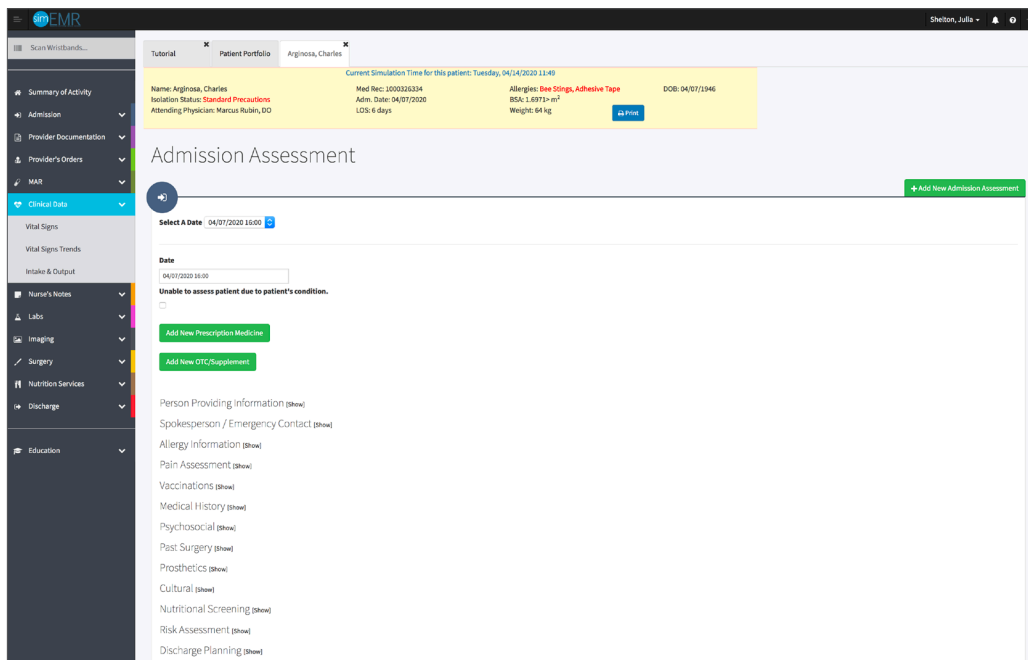 simEMR
Shelton, Julia
Scan Wristbands...
Summary of Activity
Admission
Provider Documentation
Provider's Orders
MAR
Clinical Data
Vital Signs
Vital Signs Trends
Intake & Output
Nurse's Notes
Labs
Imaging
Surgery
Nutrition Services
Discharge
Education
Tutorial
Patient Portfolio
Arginosa, Charles
Current Simulation Time for this patient: Tuesday, 04/14/2020 11:49
Name: Arginosa, Charles Med Rec: 1000326334 Allergies: Bee Stings, Adhesive Tape DOB: 04/07/1946
Isolation Status: Standard Precautions Adm. Date: 04/07/2020 BSA: 1.6971> m²
Attending Physician: Marcus Rubin, DO LOS: 6 days Weight: 64 kg Print
Admission Assessment
+ Add New Admission Assessment
Select A Date 04/07/2020 16:00
Date
04/07/2020 16:00
Unable to assess patient due to patient's condition.
Add New Prescription Medicine
Add New OTC/Supplement
Person Providing Information [Show]
Spokesperson / Emergency Contact [Show]
Allergy Information [Show]
Pain Assessment [Show]
Vaccinations [Show]
Medical History [Show]
Psychosocial [Show]
Past Surgery [Show]
Prosthetics [Show]
Cultural [Show]
Nutritional Screening [Show]
Risk Assessment [Show]
Discharge Planning [Show]